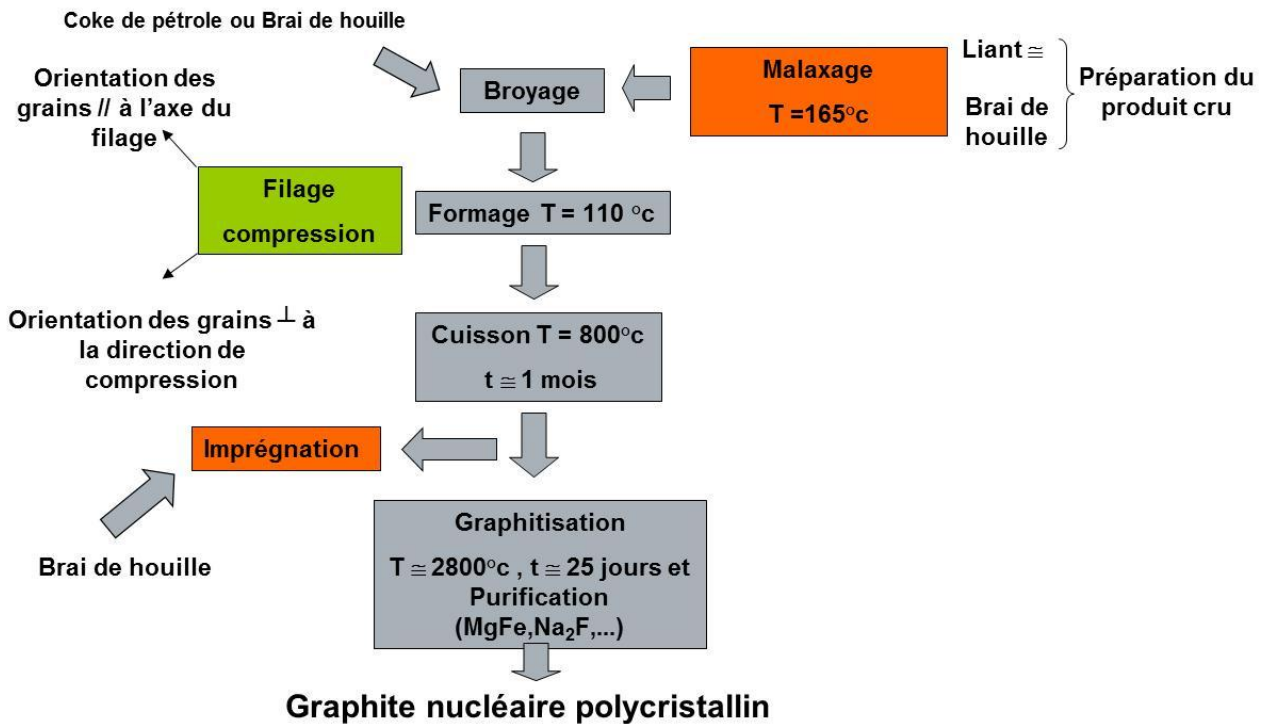 Coke de pétrole ou Brai de houille
Orientation des
grains // à l'axe du
filage
Broyage
Malaxage
T =165°c
Liant ≅
Brai de
houille
Préparation du
produit cru
Filage
compression
Formage T = 110 °c
Orientation des grains ⊥ à
la direction de
compression
Cuisson T = 800°c
t ≅ 1 mois
Imprégnation
Brai de houille
Graphitisation
T ≅ 2800°c , t ≅ 25 jours et
Purification
(MgFe,Na₂F,...)
Graphite nucléaire polycristallin